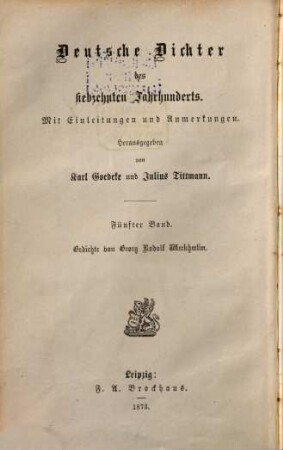 Deutsche Dichter
des
siebzehnten Jahrhunderts.
Mit Einleitungen und Anmerkungen.
Herausgegeben
von
Karl Goedeke und Julius Tittmann.
Fünfter Band.
Gedichte von Georg Rodolf Weckherlin.
Leipzig:
F. A. Brockhaus.
1873.